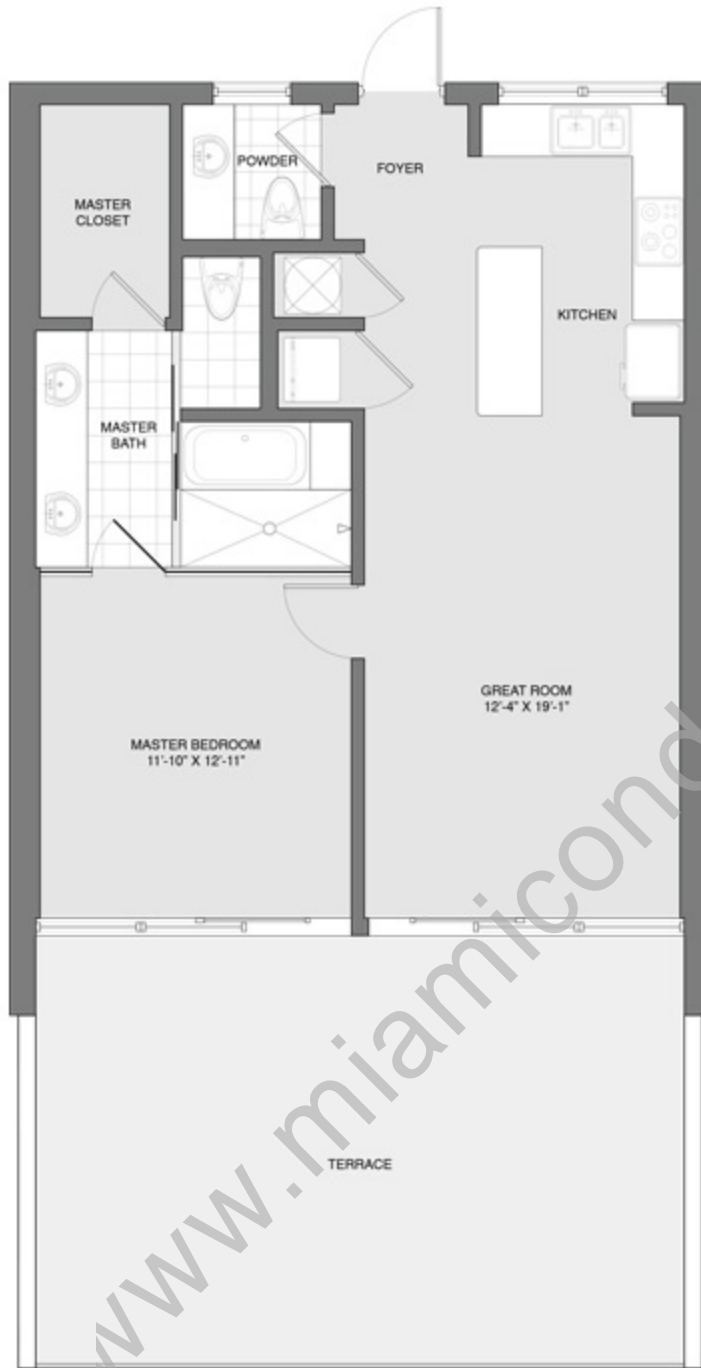 POWDER
FOYER
MASTER
CLOSET
KITCHEN
MASTER
BATH
GREAT ROOM
12'-4" X 19'-1"
MASTER BEDROOM
11'-10" X 12'-11"
TERRACE
www.miamicond